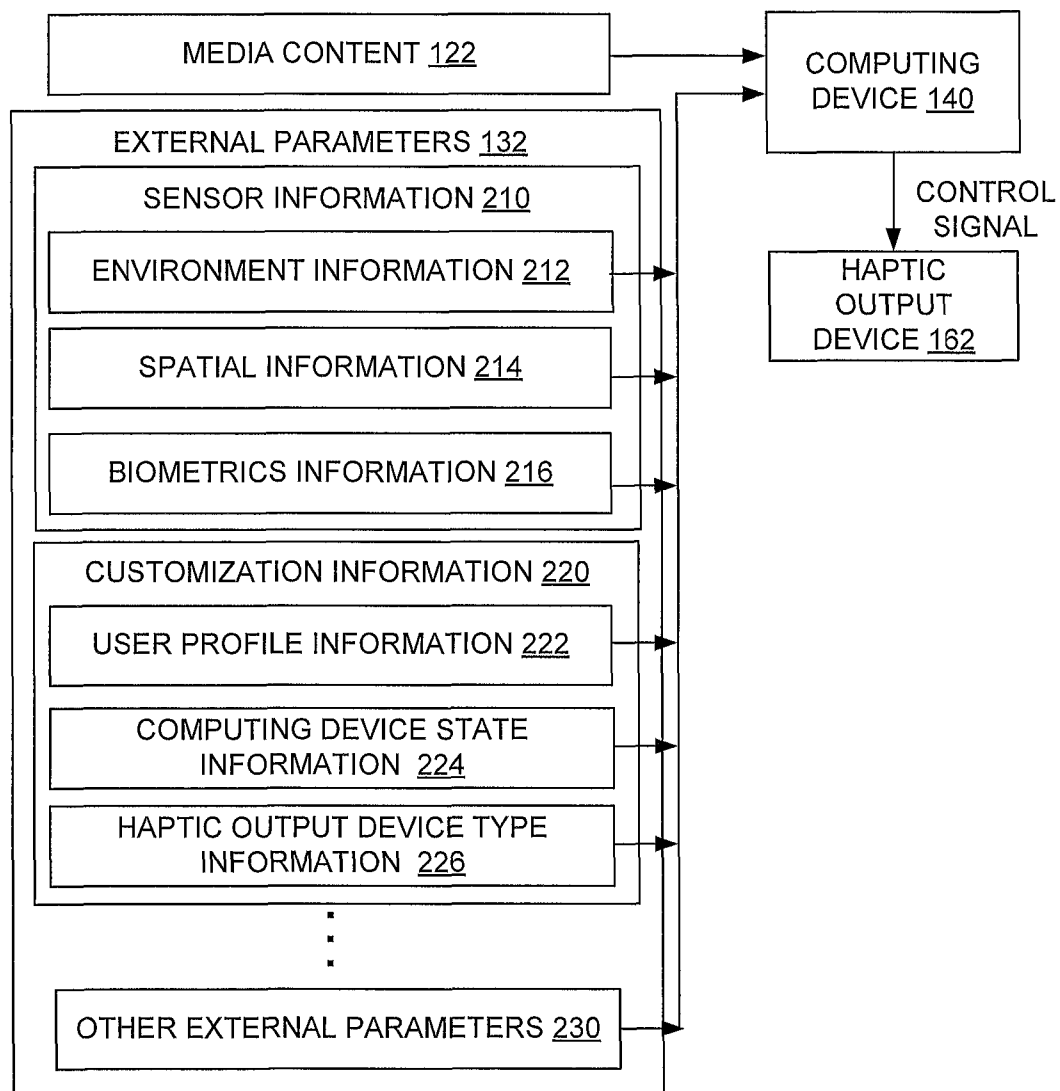 MEDIA CONTENT 122
COMPUTING
DEVICE 140
EXTERNAL PARAMETERS 132
SENSOR INFORMATION 210
CONTROL
SIGNAL
ENVIRONMENT INFORMATION 212
HAPTIC
OUTPUT
DEVICE 162
SPATIAL INFORMATION 214
BIOMETRICS INFORMATION 216
CUSTOMIZATION INFORMATION 220
USER PROFILE INFORMATION 222
COMPUTING DEVICE STATE
INFORMATION 224
HAPTIC OUTPUT DEVICE TYPE
INFORMATION 226
OTHER EXTERNAL PARAMETERS 230